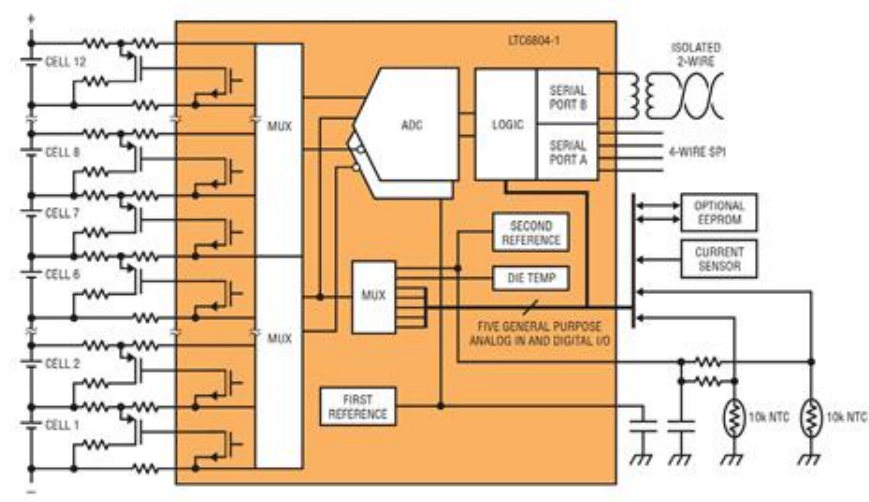 +
LTC6804-1
ISOLATED
2-WIRE
CELL 12
SERIAL
PORT B
MUX
ADC
LOGIC
CELL 8
SERIAL
PORT A
4-WIRE SPI
CELL 7
OPTIONAL
EEPROM
SECOND
REFERENCE
CURRENT
SENSOR
CELL 6
DIE TEMP
MUX
MUX
FIVE GENERAL PURPOSE
ANALOG IN AND DIGITAL I/O
CELL 2
FIRST
REFERENCE
CELL 1
10k NTC
10k NTC
–